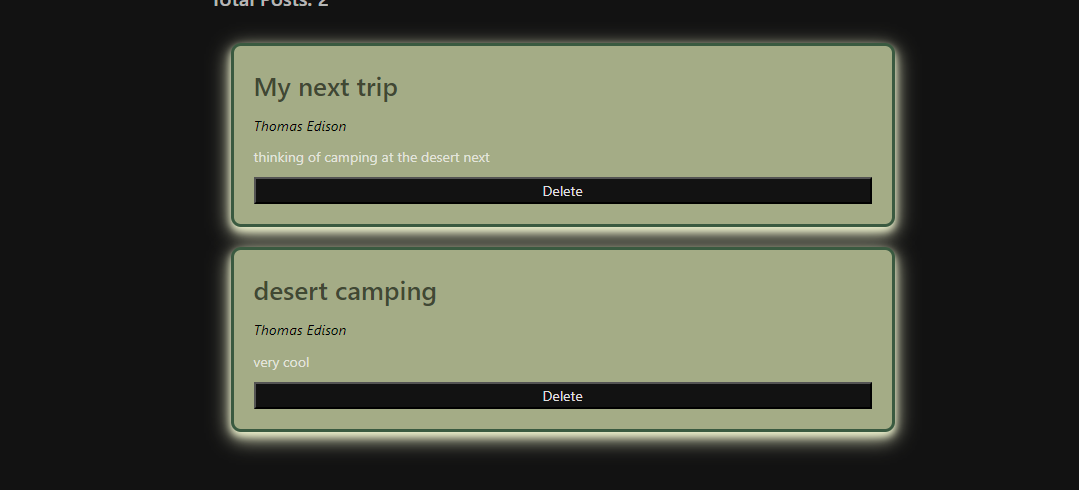 Total Posts: 2
My next trip
Thomas Edison
thinking of camping at the desert next
Delete
desert camping
Thomas Edison
very cool
Delete